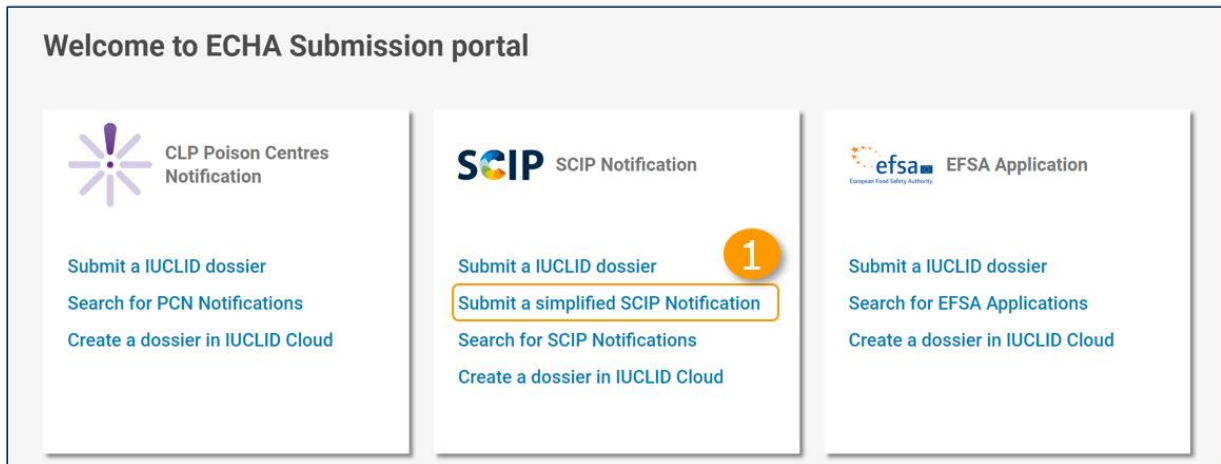 Welcome to ECHA Submission portal
CLP Poison Centres
Notification
Submit a IUCLID dossier
Search for PCN Notifications
Create a dossier in IUCLID Cloud
SCIP SCIP Notification
1
Submit a IUCLID dossier
Submit a simplified SCIP Notification
Search for SCIP Notifications
Create a dossier in IUCLID Cloud
efsa EFSA Application
European Food Safety Authority
Submit a IUCLID dossier
Search for EFSA Applications
Create a dossier in IUCLID Cloud